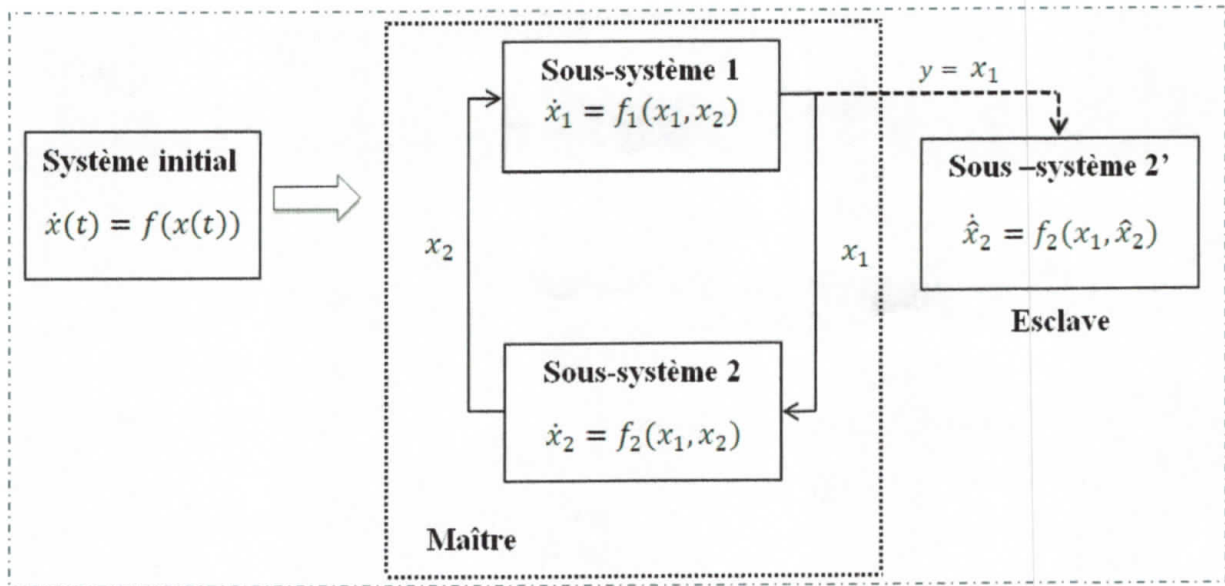 Système initial
ẋ(t) = f(x(t))
Sous-système 1
ẋ₁ = f₁(x₁, x₂)
y = x₁
Sous –système 2’
x̂̇₂ = f₂(x₁, x̂₂)
Esclave
x₂
x₁
Sous-système 2
ẋ₂ = f₂(x₁, x₂)
Maître